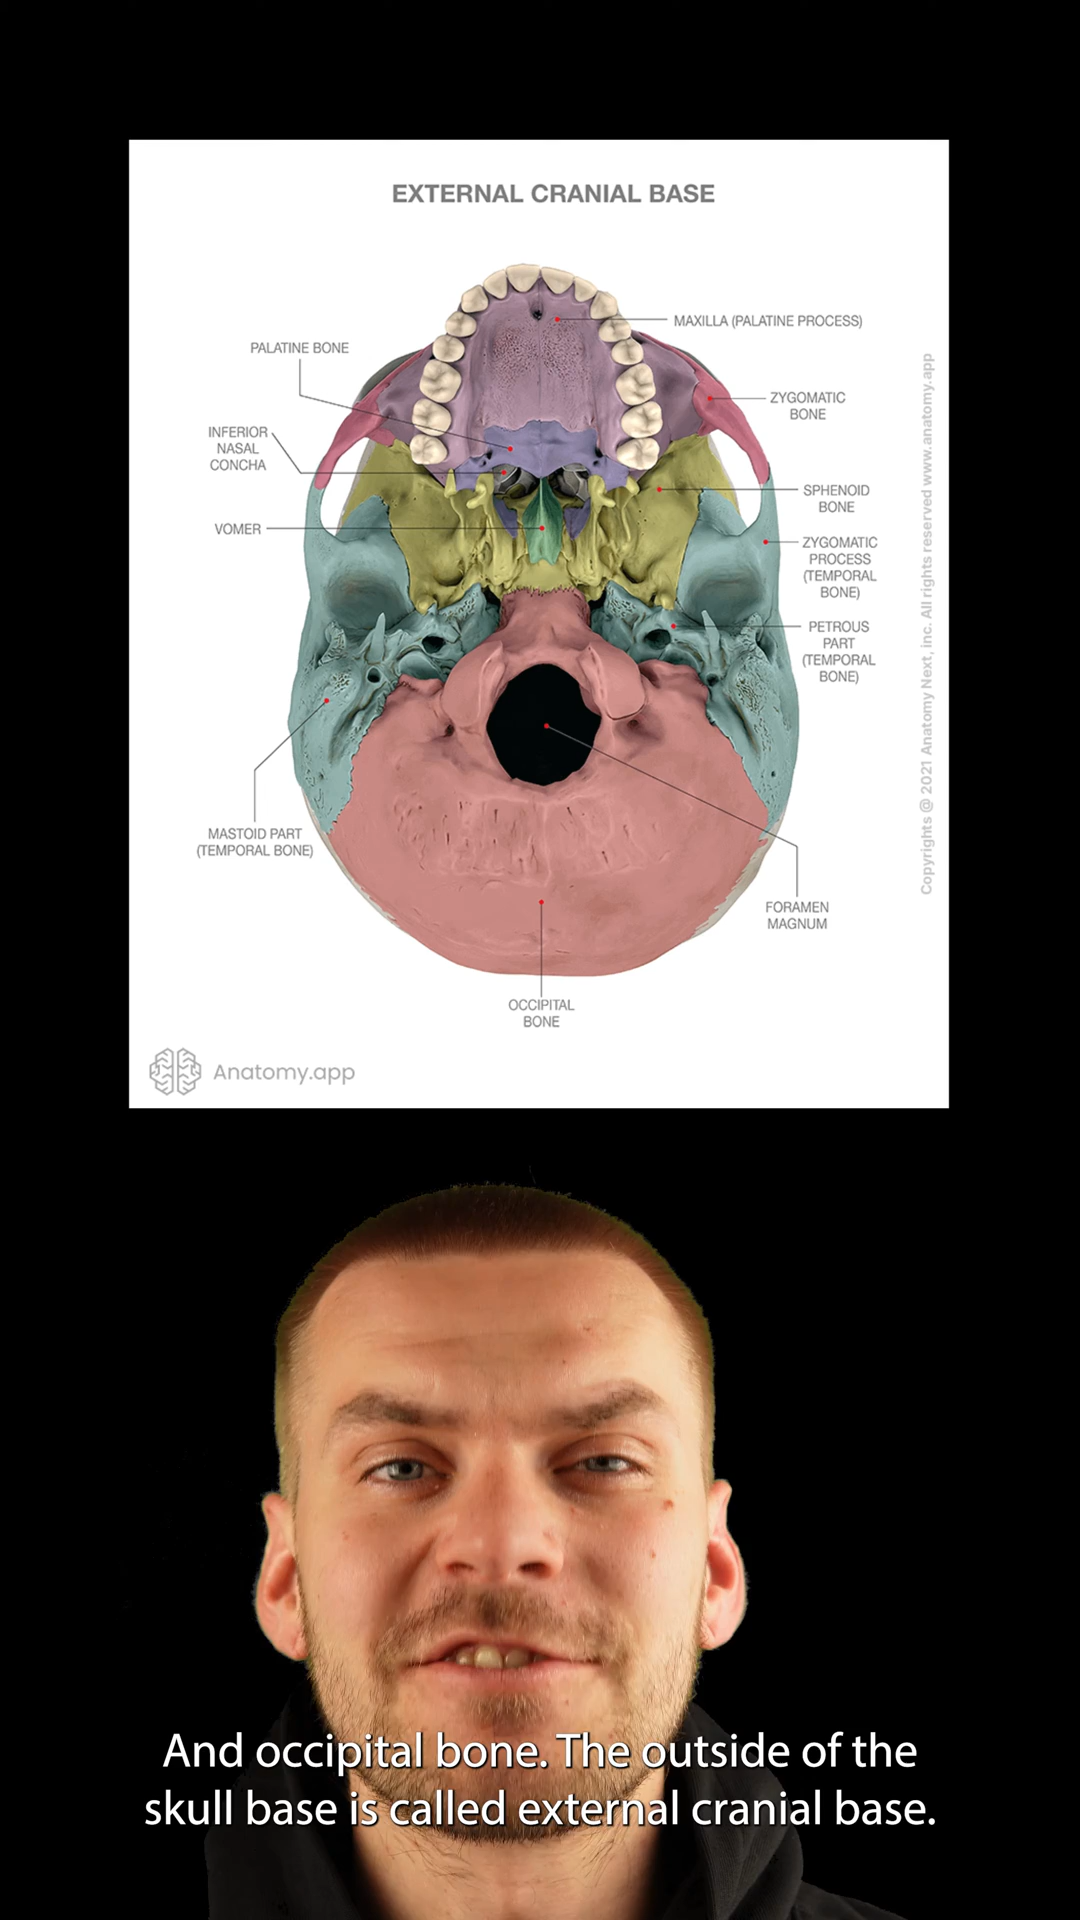 EXTERNAL CRANIAL BASE
MAXILLA (PALATINE PROCESS)
PALATINE BONE
ZYGOMATIC
BONE
INFERIOR
NASAL
CONCHA
SPHENOID
BONE
VOMER
ZYGOMATIC
PROCESS
(TEMPORAL
BONE)
PETROUS
PART
(TEMPORAL
BONE)
MASTOID PART
(TEMPORAL BONE)
FORAMEN
MAGNUM
OCCIPITAL
BONE
Copyrights @ 2021 Anatomy Next, inc. All rights reserved www.anatomy.app
Anatomy.app
And occipital bone. The outside of the
skull base is called external cranial base.